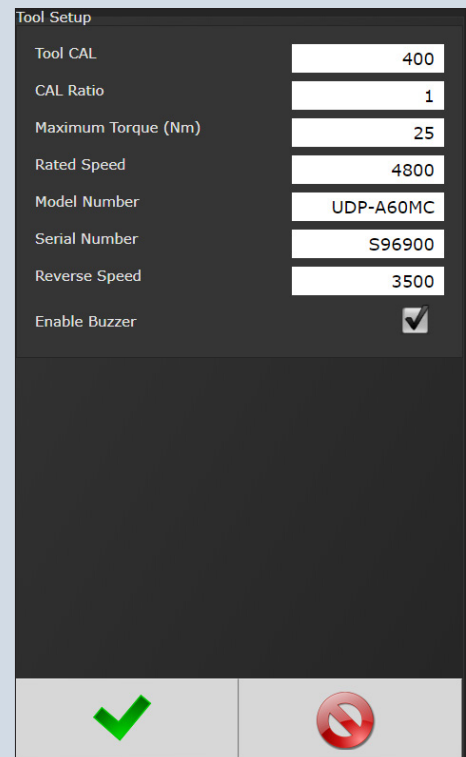 Tool Setup
Tool CAL 400
CAL Ratio 1
Maximum Torque (Nm) 25
Rated Speed 4800
Model Number UDP-A60MC
Serial Number S96900
Reverse Speed 3500
Enable Buzzer